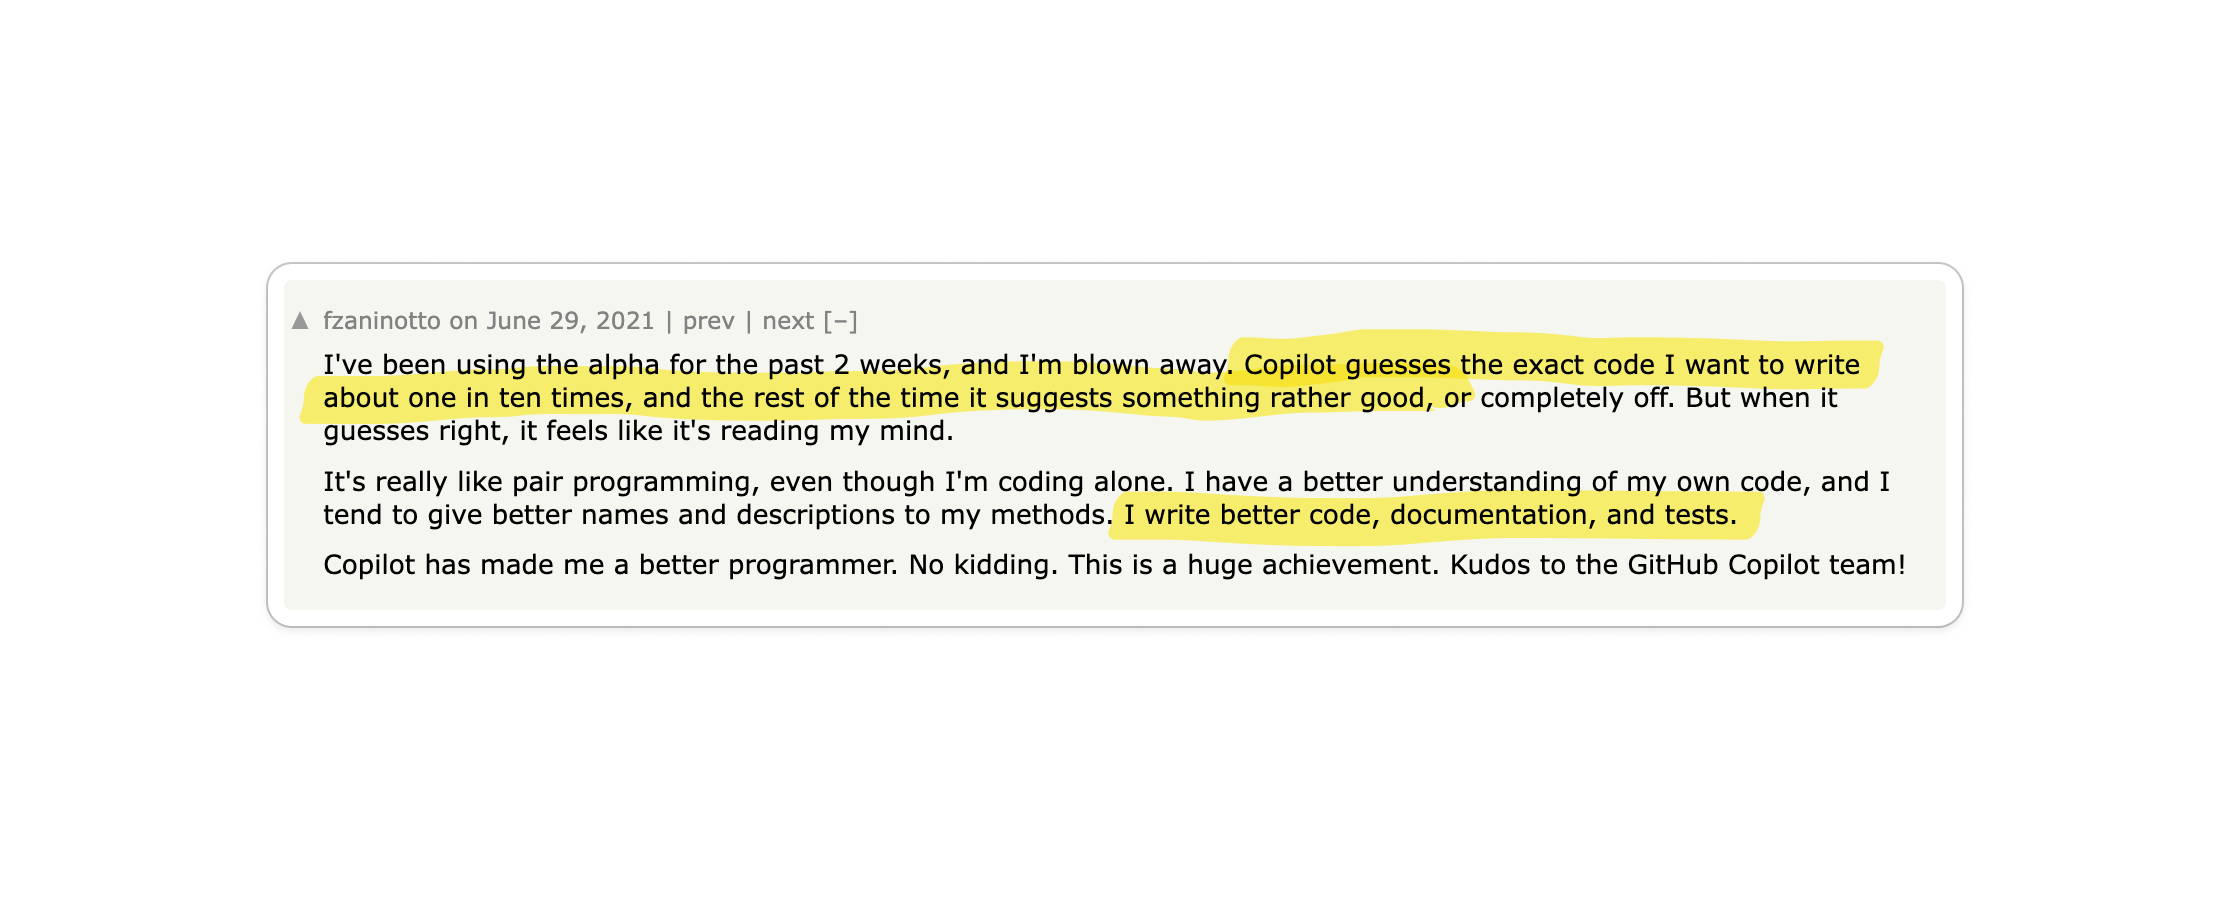 ▲ fzaninotto on June 29, 2021 | prev | next [–]
I've been using the alpha for the past 2 weeks, and I'm blown away. Copilot guesses the exact code I want to write
about one in ten times, and the rest of the time it suggests something rather good, or completely off. But when it
guesses right, it feels like it's reading my mind.
It's really like pair programming, even though I'm coding alone. I have a better understanding of my own code, and I
tend to give better names and descriptions to my methods. I write better code, documentation, and tests.
Copilot has made me a better programmer. No kidding. This is a huge achievement. Kudos to the GitHub Copilot team!